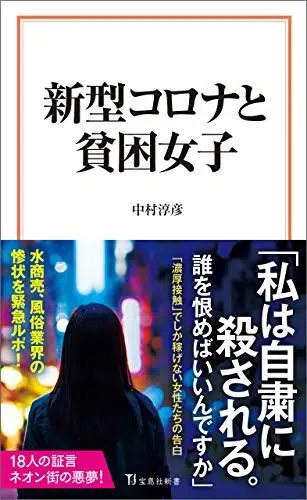 新型コロナと
貧困女子
中村淳彦
「私は自粛に
殺される。
誰を恨めばいいんですか」
「濃厚接触」でしか稼げない女性たちの告白
水商売、風俗業界の
惨状を緊急ルポ!
18人の証言
ネオン街の悪夢!
TJ 宝島社新書